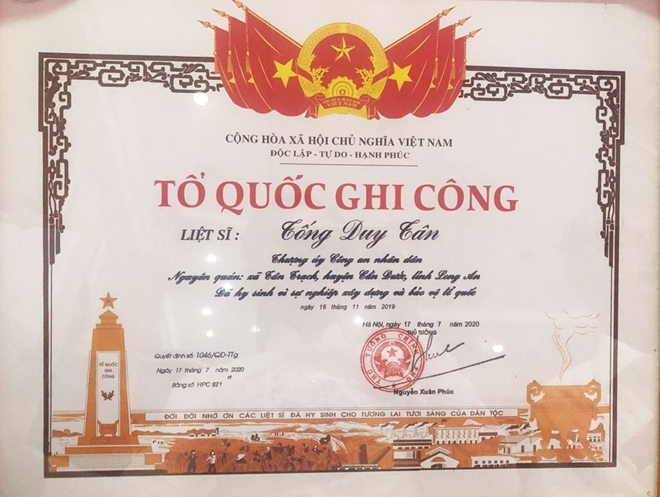 VIỆT NAM
CỘNG HÒA XÃ HỘI CHỦ NGHĨA VIỆT NAM
ĐỘC LẬP - TỰ DO - HẠNH PHÚC
TỔ QUỐC GHI CÔNG
LIỆT SĨ : Tống Duy Tân
Thượng úy Công an nhân dân
Nguyên quán: xã Tân Trạch, huyện Cần Đước, tỉnh Long An
Đã hy sinh vì sự nghiệp xây dựng và bảo vệ tổ quốc
ngày 18 tháng 11 năm 2019
Hà Nội, ngày 17 tháng 7 năm 2020
THỦ TƯỚNG
Quyết định số: 1046/QĐ-TTg
Ngày 17 tháng 7 năm 2020
Bằng số HPC 921
Nguyễn Xuân Phúc
TỔ QUỐC
GHI
CÔNG
ĐỜI ĐỜI NHỚ ƠN CÁC LIỆT SĨ ĐÃ HY SINH CHO TƯƠNG LAI TƯƠI SÁNG CỦA DÂN TỘC